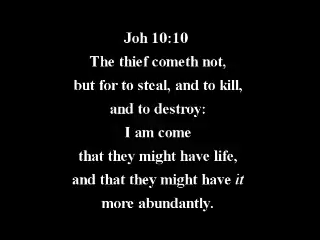 Joh 10:10
The thief cometh not,
but for to steal, and to kill,
and to destroy:
I am come
that they might have life,
and that they might have it
more abundantly.